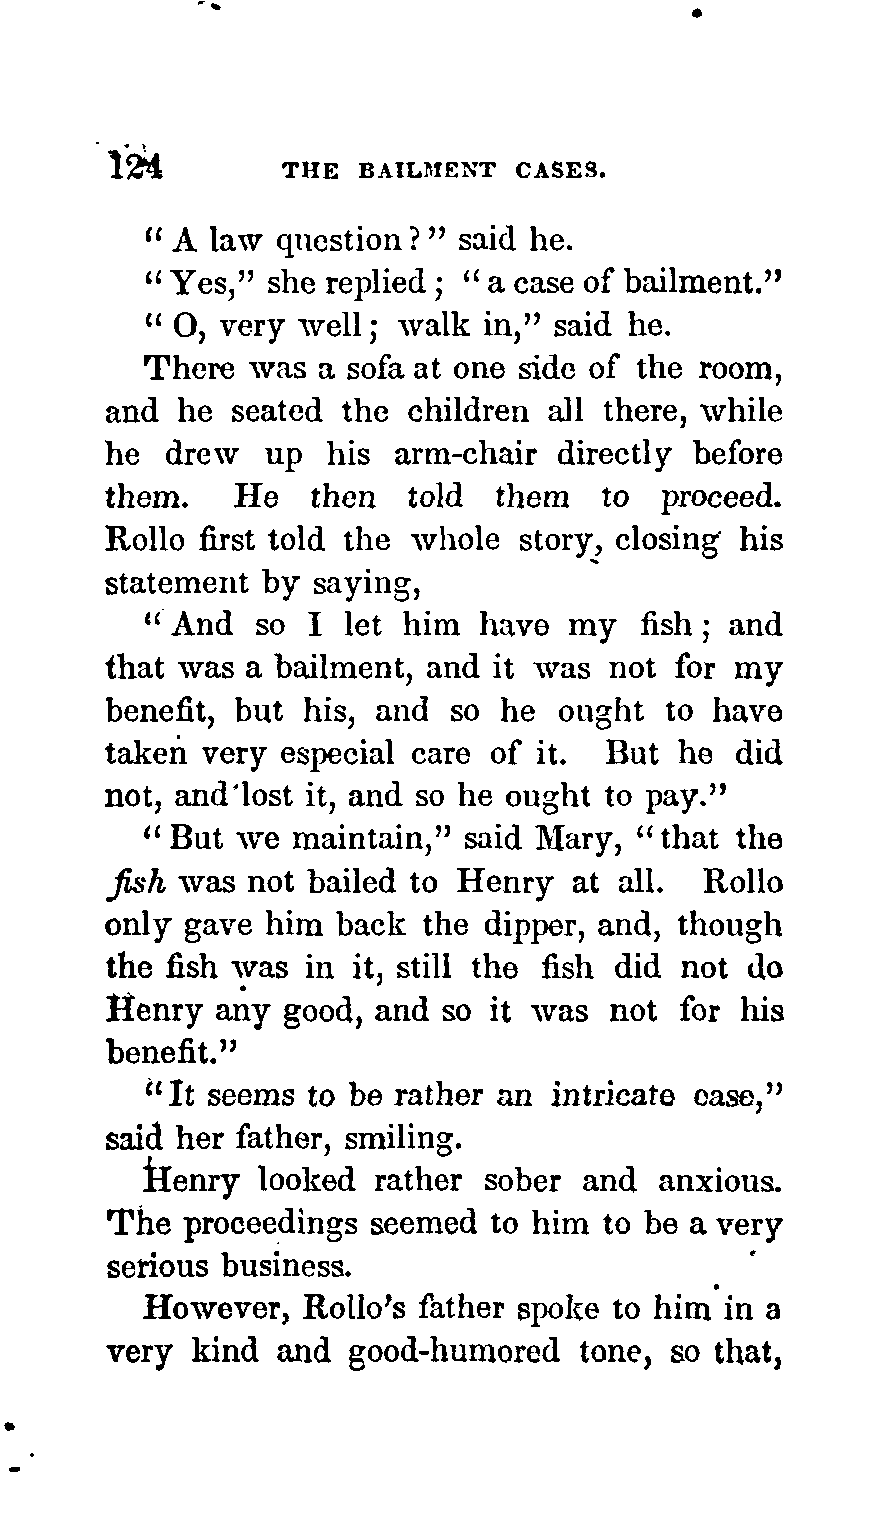 124 THE BAILMENT CASES.
“ A law question ? ” said he.
“ Yes,” she replied ; “ a case of bailment.”
“ O, very well ; walk in,” said he.
There was a sofa at one side of the room,
and he seated the children all there, while
he drew up his arm-chair directly before
them. He then told them to proceed.
Rollo first told the whole story, closing his
statement by saying,
“ And so I let him have my fish ; and
that was a bailment, and it was not for my
benefit, but his, and so he ought to have
taken very especial care of it. But he did
not, and lost it, and so he ought to pay.”
“ But we maintain,” said Mary, “ that the
fish was not bailed to Henry at all. Rollo
only gave him back the dipper, and, though
the fish was in it, still the fish did not do
Henry any good, and so it was not for his
benefit.”
“ It seems to be rather an intricate case,”
said her father, smiling.
Henry looked rather sober and anxious.
The proceedings seemed to him to be a very
serious business.
However, Rollo’s father spoke to him in a
very kind and good-humored tone, so that,